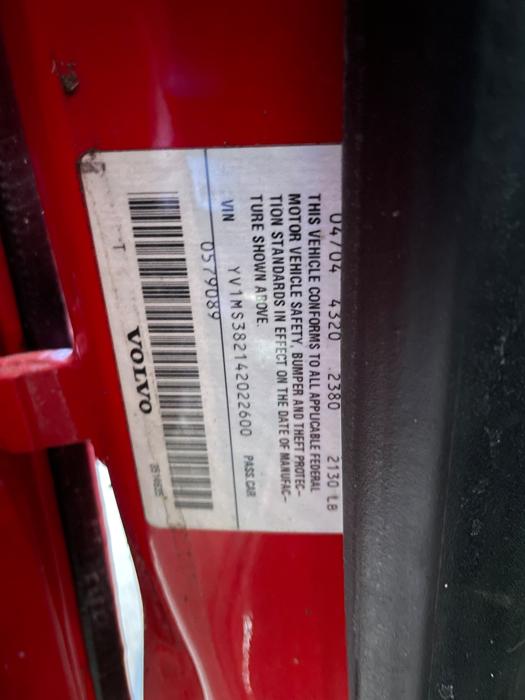 04/04 4320 2380 2130 LB
THIS VEHICLE CONFORMS TO ALL APPLICABLE FEDERAL
MOTOR VEHICLE SAFETY, BUMPER AND THEFT PROTEC-
TION STANDARDS IN EFFECT ON THE DATE OF MANUFAC-
TURE SHOWN ABOVE.
VIN YV1MS382142022600 PASS.CAR
0579089
T VOLVO